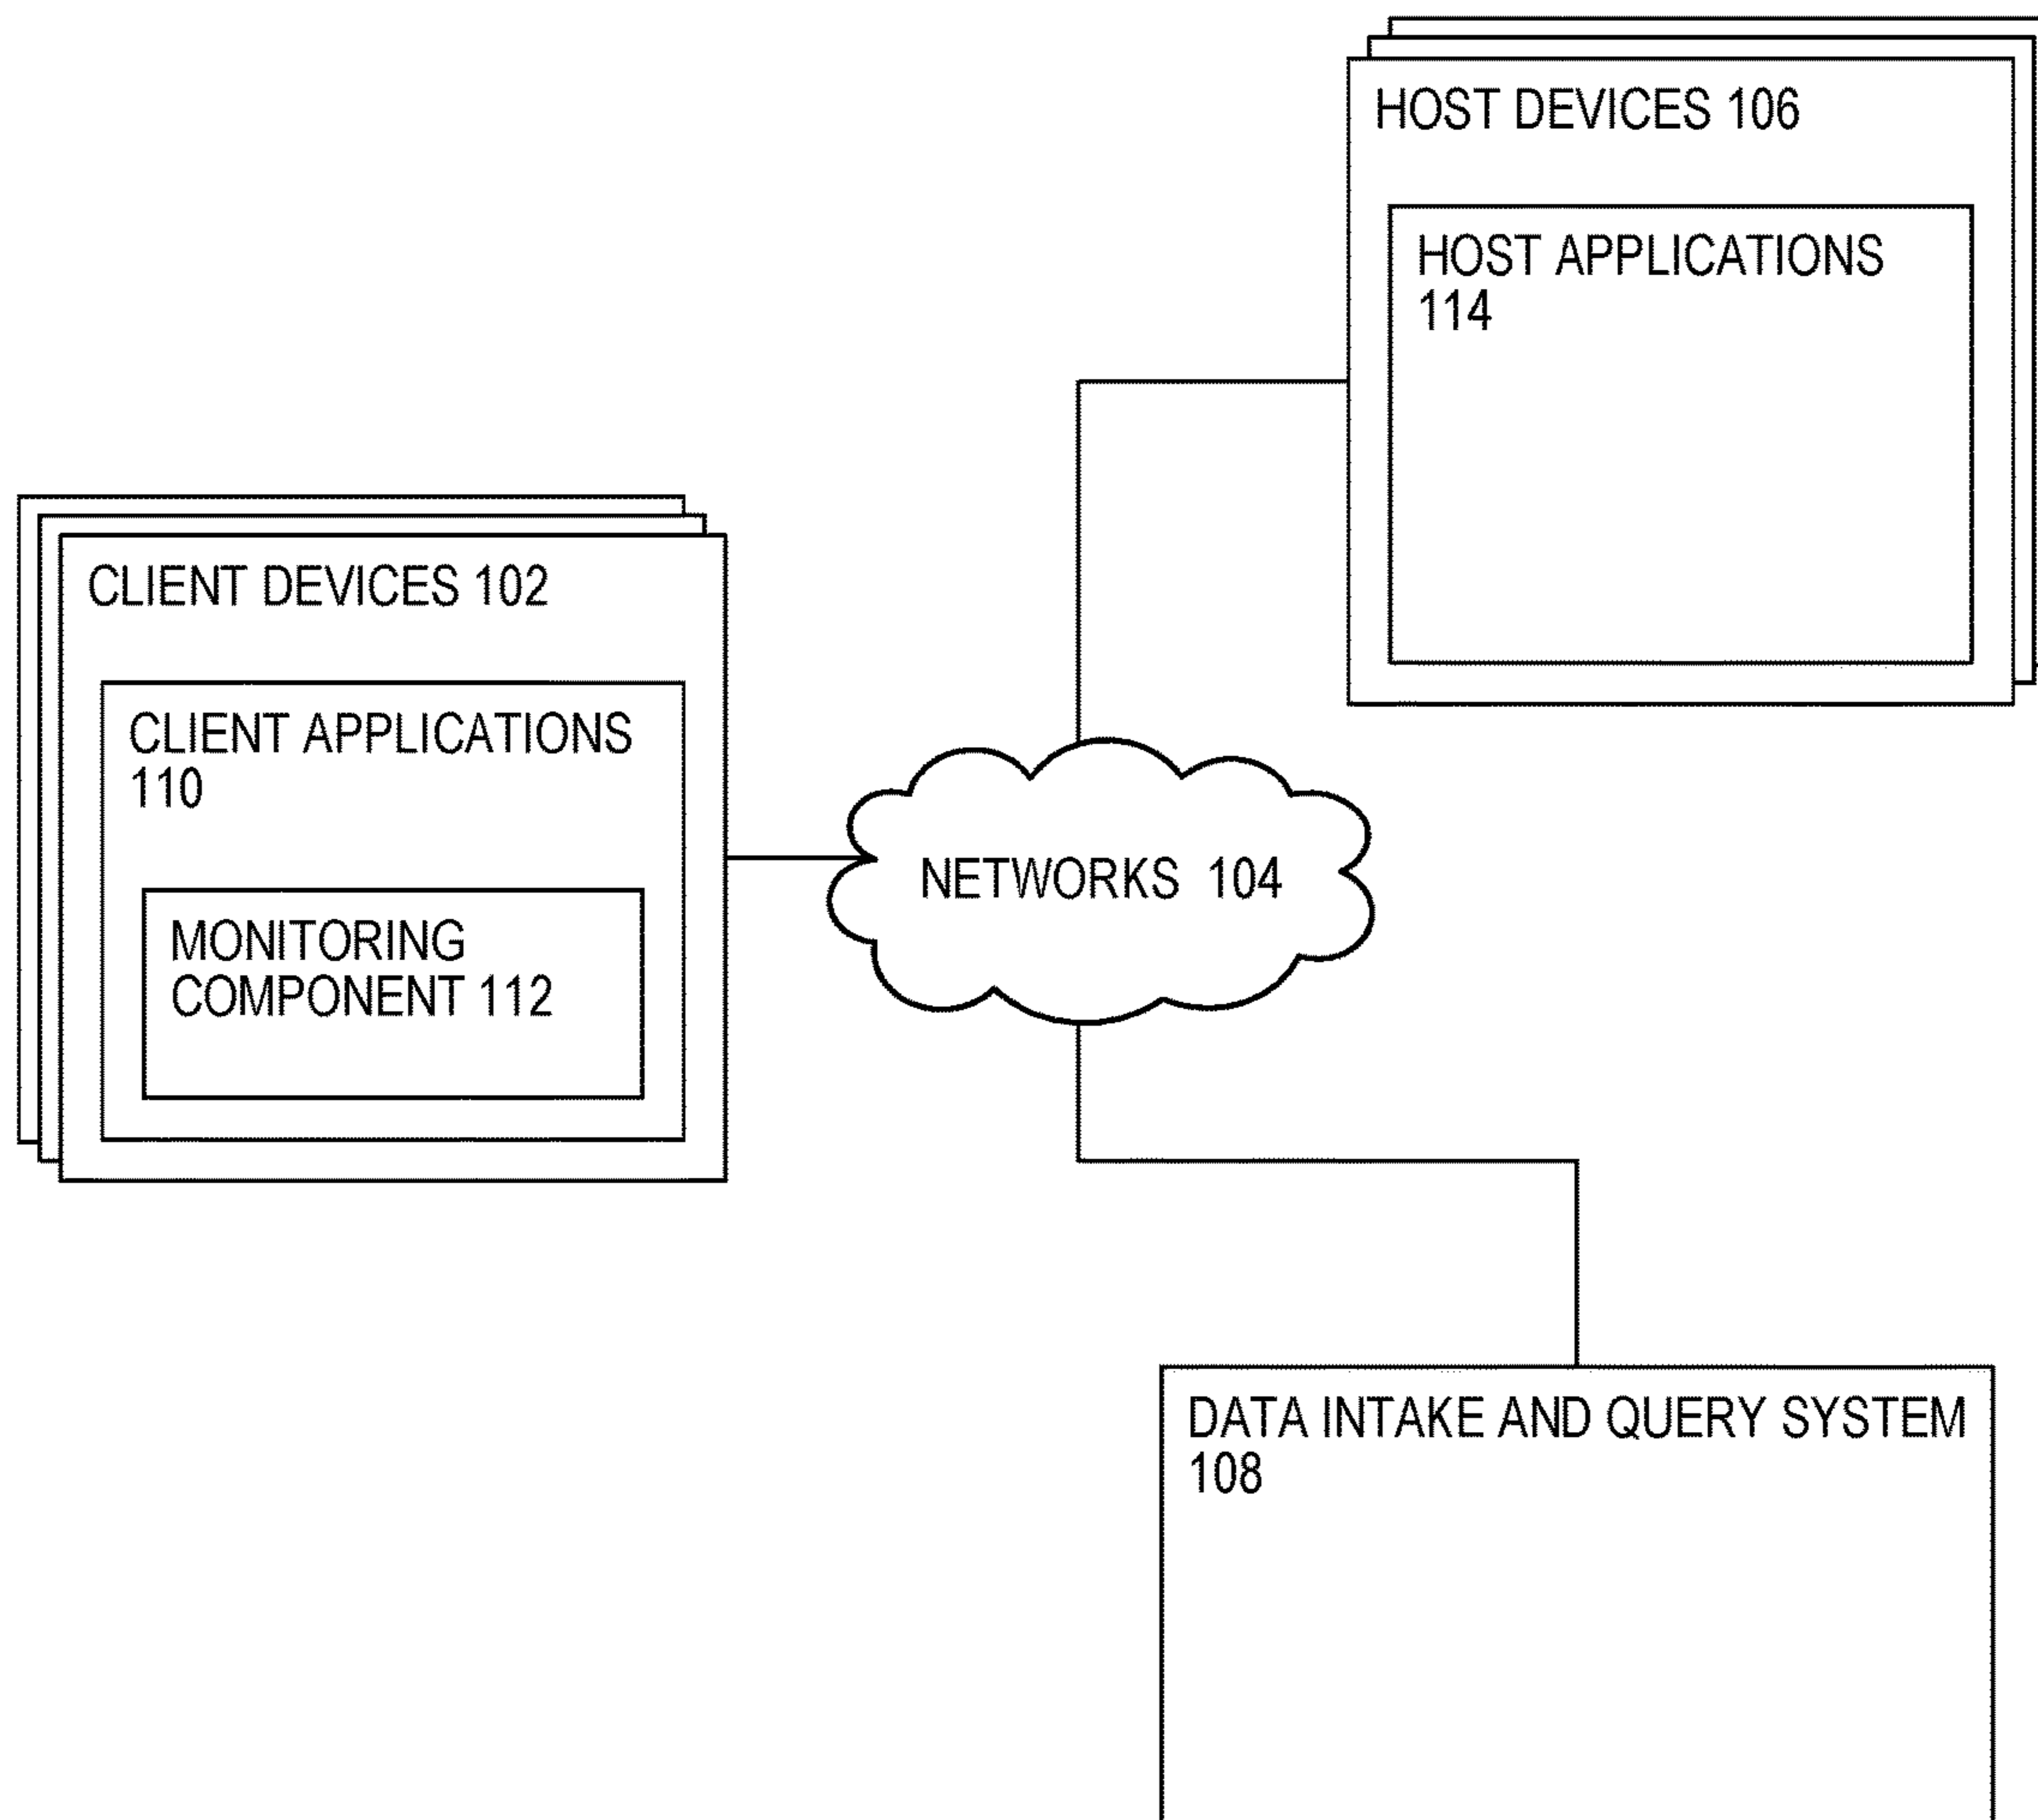 HOST DEVICES 106
HOST APPLICATIONS
114
CLIENT DEVICES 102
CLIENT APPLICATIONS
110
MONITORING
COMPONENT 112
NETWORKS 104
DATA INTAKE AND QUERY SYSTEM
108